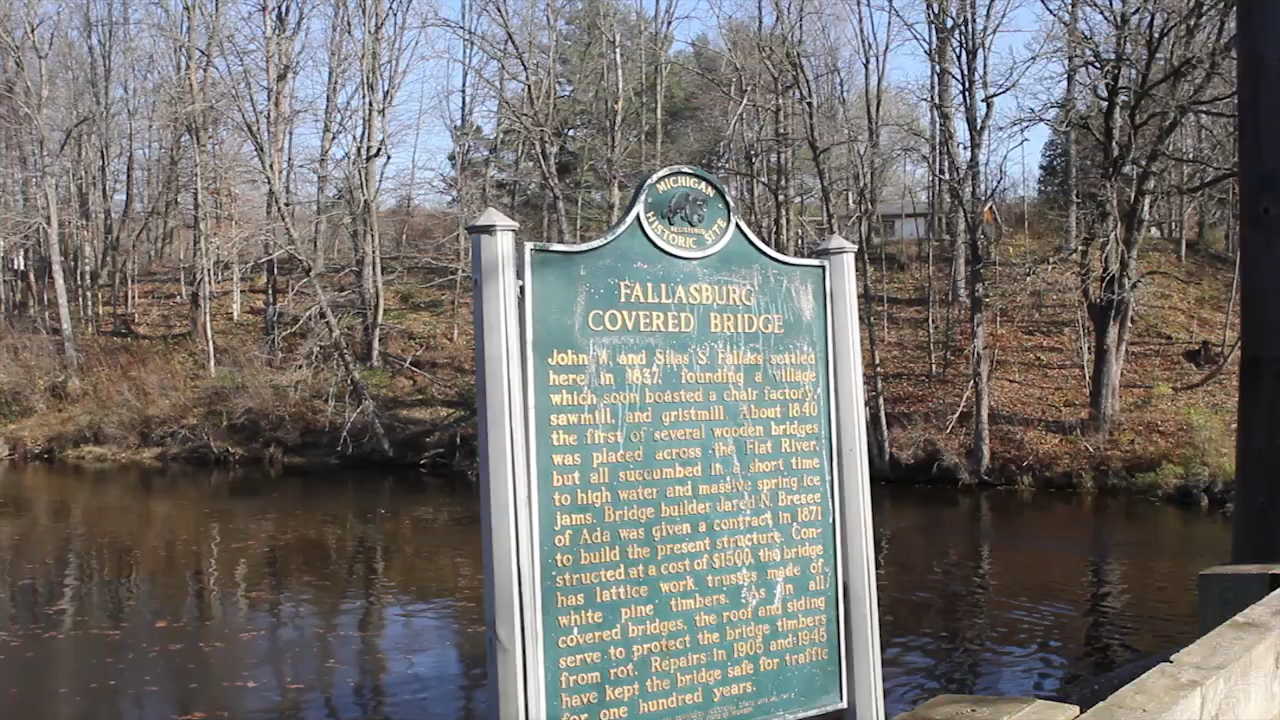 MICHIGAN
REGISTERED
HISTORIC SITE
FALLASBURG
COVERED BRIDGE
John W. and Silas S. Fallass settled
here in 1837, founding a village
which soon boasted a chair factory,
sawmill, and gristmill. About 1840
the first of several wooden bridges
was placed across the Flat River,
but all succumbed in a short time
to high water and massive spring ice
jams. Bridge builder Jared N. Bresee
of Ada was given a contract in 1871
to build the present structure. Con-
structed at a cost of $1500, the bridge
has lattice work trusses made of
white pine timbers. As in all
covered bridges, the roof and siding
serve to protect the bridge timbers
from rot. Repairs in 1905 and 1945
have kept the bridge safe for traffic
for one hundred years.